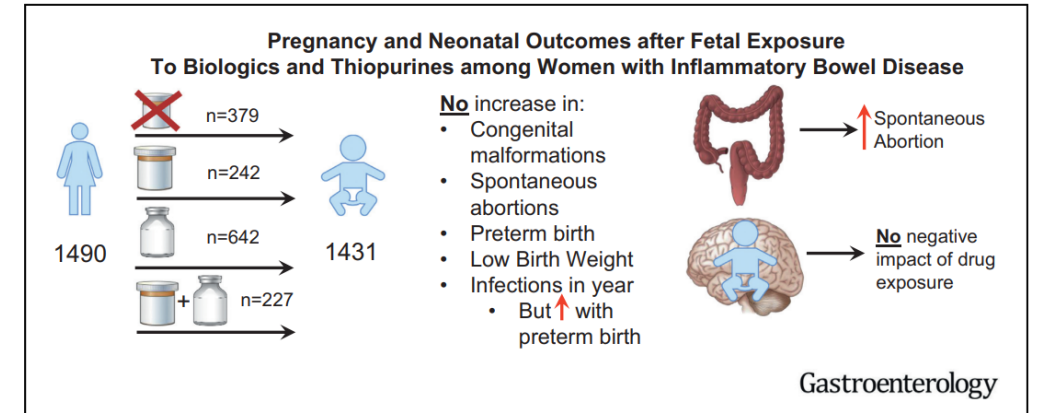 Pregnancy and Neonatal Outcomes after Fetal Exposure
To Biologics and Thiopurines among Women with Inflammatory Bowel Disease
1490
n=379
n=242
n=642
+
n=227
1431
No increase in:
• Congenital
malformations
• Spontaneous
abortions
• Preterm birth
• Low Birth Weight
• Infections in year
• But ↑ with
preterm birth
↑ Spontaneous
Abortion
No negative
impact of drug
exposure
Gastroenterology